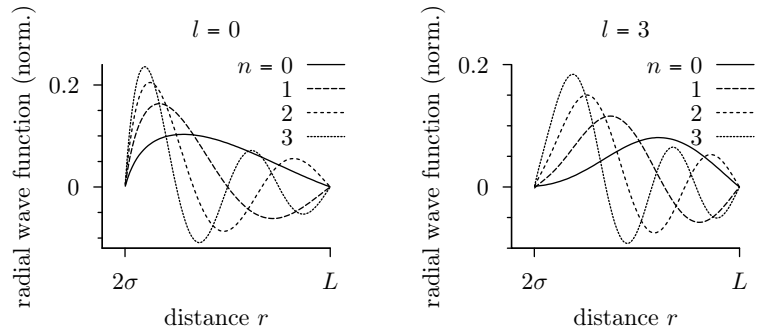 l = 0
radial wave function (norm.)
0.2
0
n = 0
1
2
3
2σ
L
distance r
l = 3
radial wave function (norm.)
0.2
0
n = 0
1
2
3
2σ
L
distance r